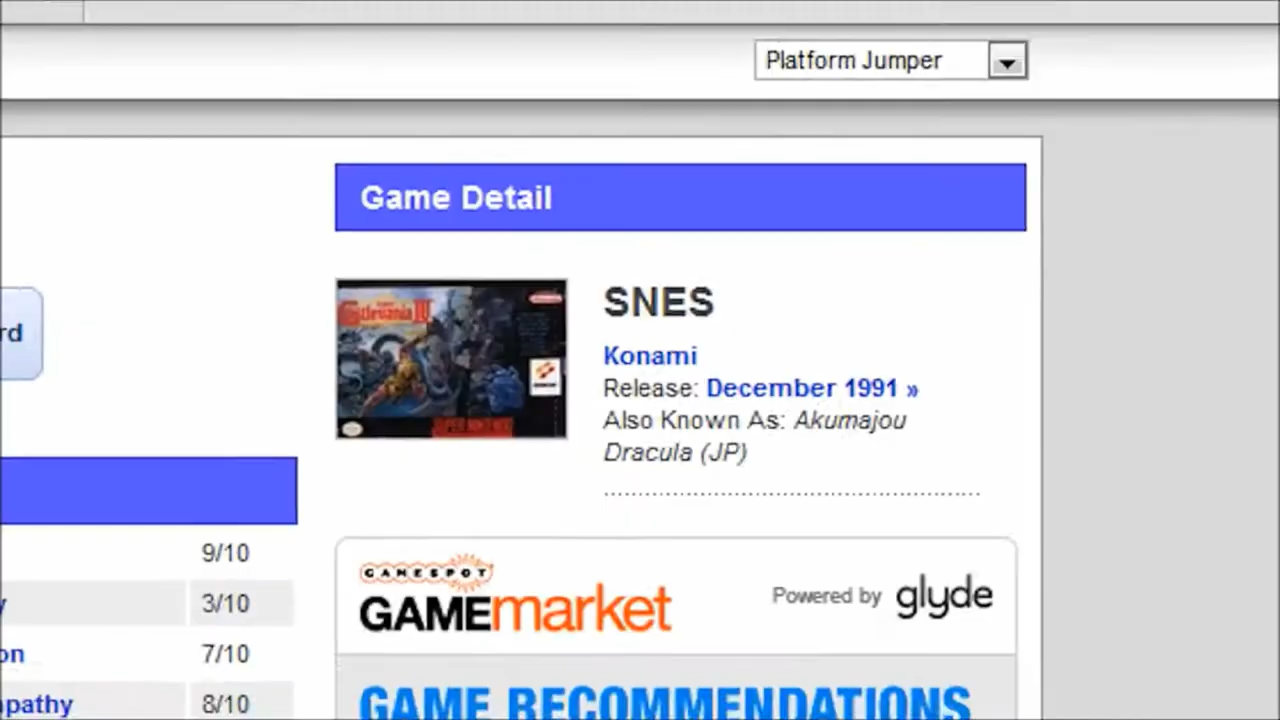 Platform Jumper
Game Detail
rd
SNES
Konami
Release: December 1991 »
Also Known As: Akumajou
Dracula (JP)
9/10
y 3/10
on 7/10
npathy 8/10
GAMESPOT
GAMEmarket
Powered by glyde
GAME RECOMMENDATIONS